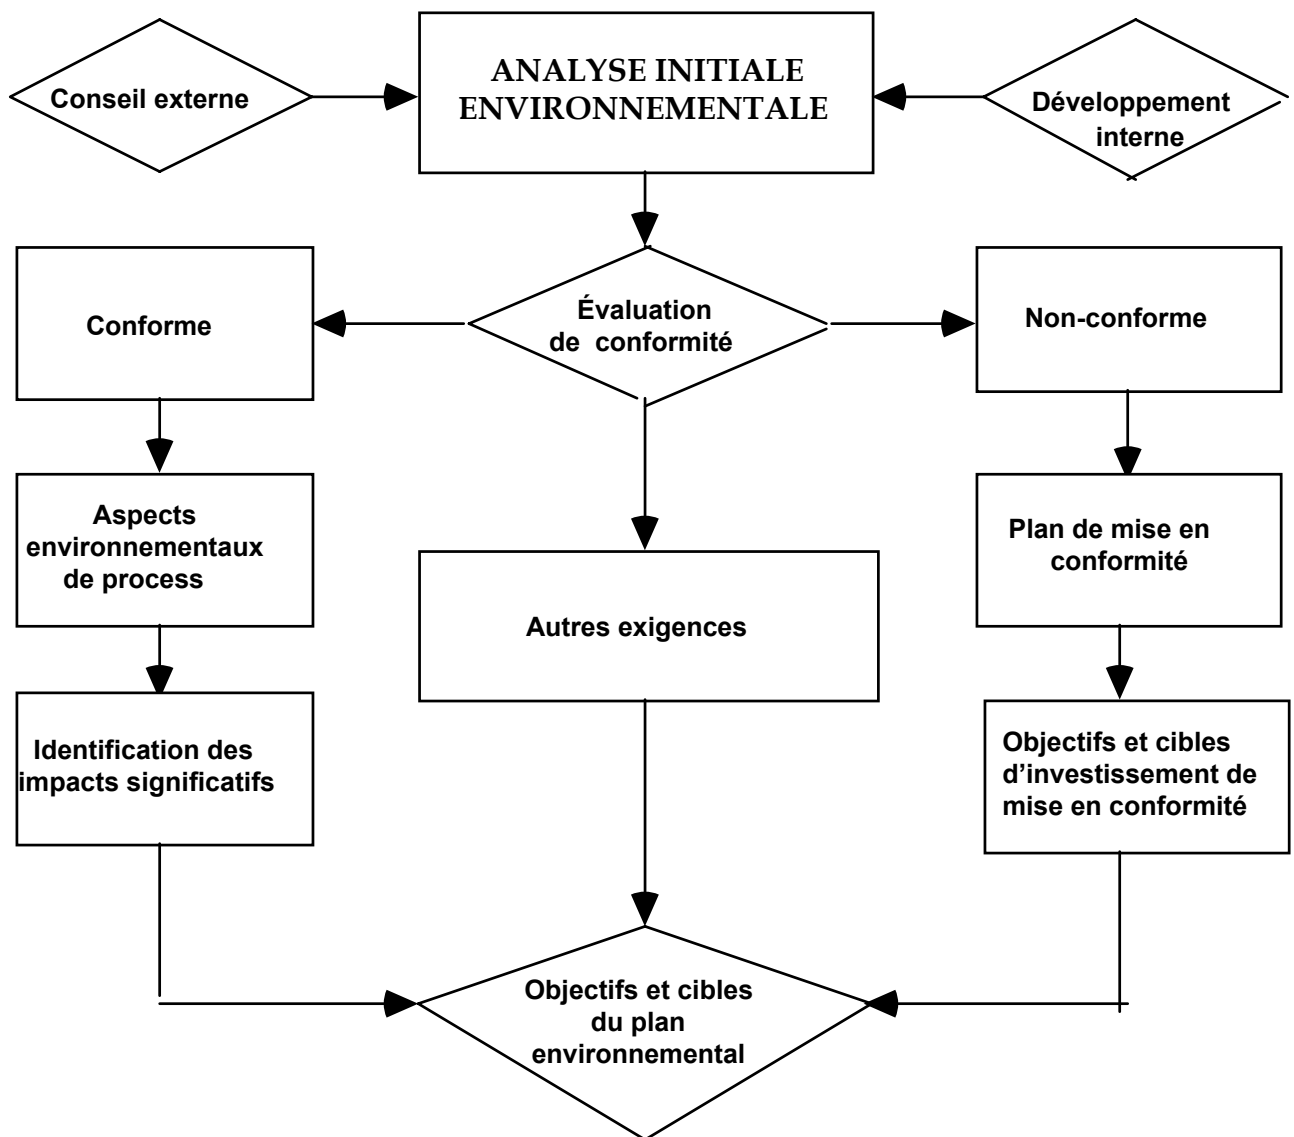 Conseil externe
ANALYSE INITIALE
ENVIRONNEMENTALE
Développement
interne
Conforme
Évaluation
de conformité
Non-conforme
Aspects
environnementaux
de process
Autres exigences
Plan de mise en
conformité
Identification des
impacts significatifs
Objectifs et cibles
d’investissement de
mise en conformité
Objectifs et cibles
du plan
environnemental